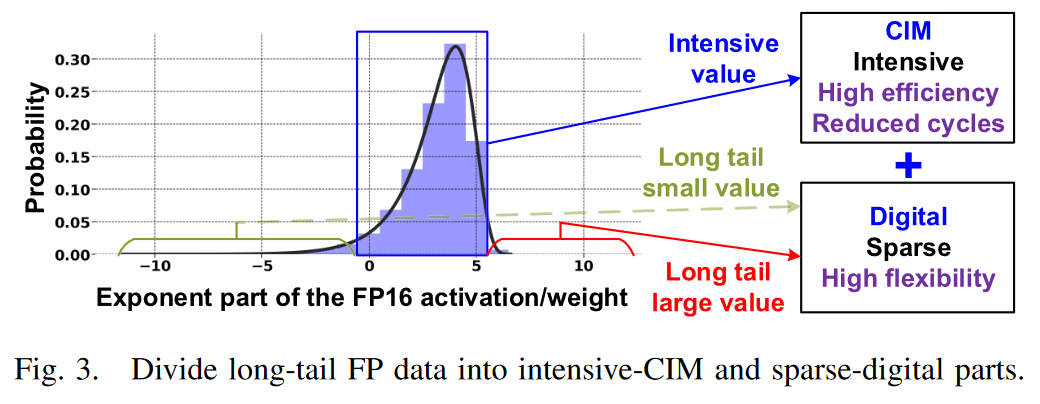 Probability
0.30
0.25
0.20
0.15
0.10
0.05
0.00
−10
−5
0
5
10
Exponent part of the FP16 activation/weight
Intensive
value
Long tail
small value
Long tail
large value
CIM
Intensive
High efficiency
Reduced cycles
+
Digital
Sparse
High flexibility
Fig. 3. Divide long-tail FP data into intensive-CIM and sparse-digital parts.